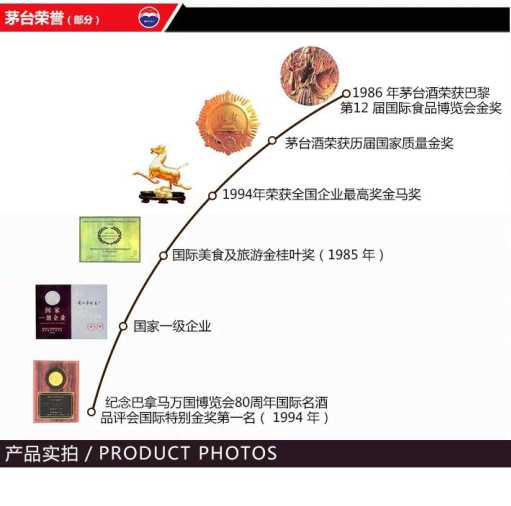 茅台荣誉（部分）
1986 年茅台酒荣获巴黎
第12 届国际食品博览会金奖
茅台酒荣获历届国家质量金奖
1994年荣获全国企业最高奖金马奖
国际美食及旅游金桂叶奖（1985 年）
国家一级企业
国家
一级企业
纪念巴拿马万国博览会80周年国际名酒
品评会国际特别金奖第一名（ 1994 年）
产品实拍 / PRODUCT PHOTOS